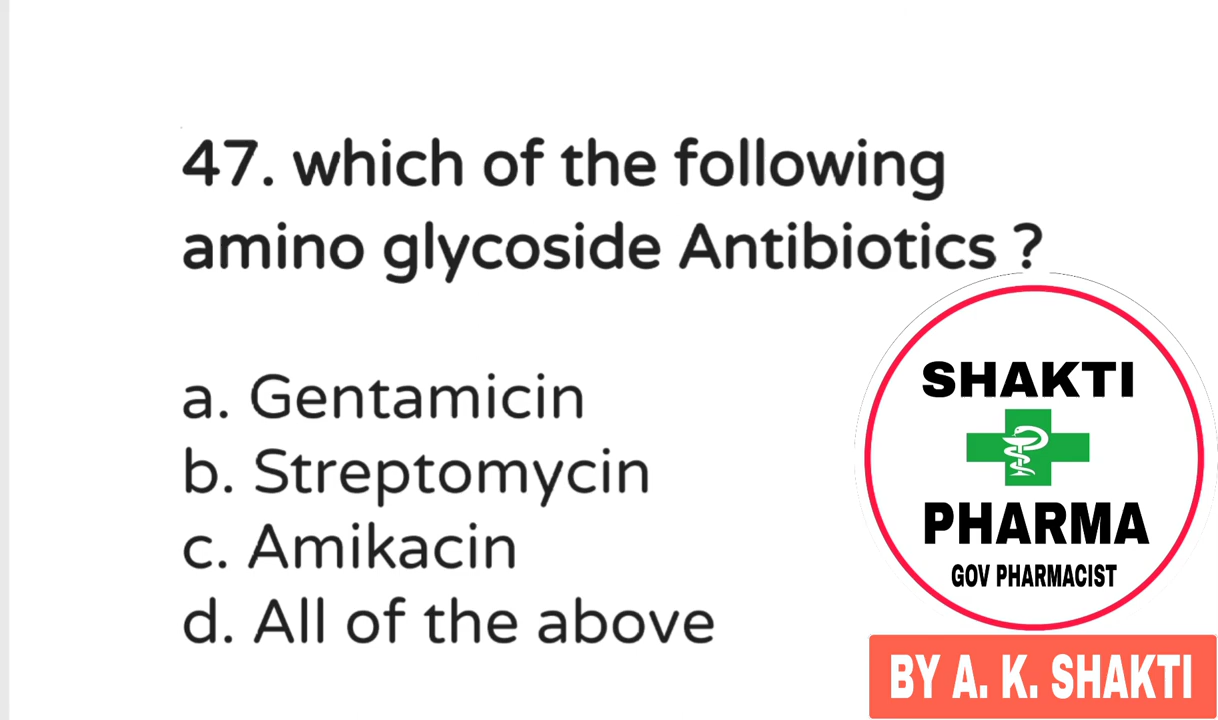 47. which of the following
amino glycoside Antibiotics ?
a. Gentamicin
b. Streptomycin
c. Amikacin
d. All of the above
SHAKTI
PHARMA
GOV PHARMACIST
BY A. K. SHAKTI